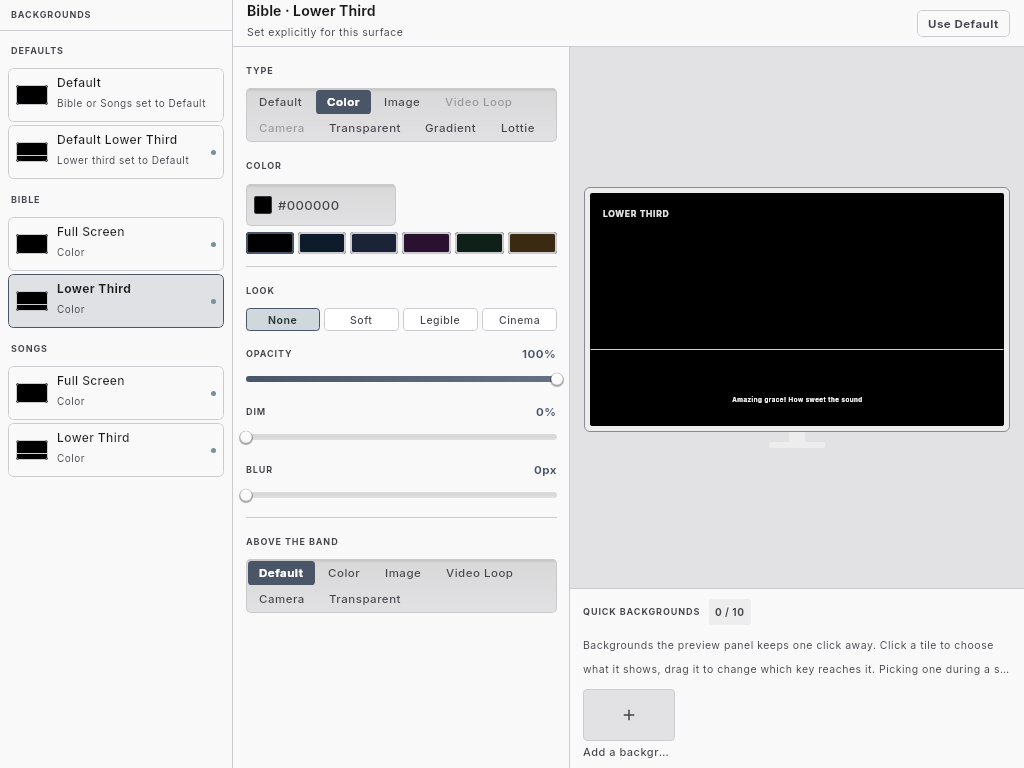 BACKGROUNDS
DEFAULTS
Default
Bible or Songs set to Default
Default Lower Third
Lower third set to Default
BIBLE
Full Screen
Color
Lower Third
Color
SONGS
Full Screen
Color
Lower Third
Color
Bible · Lower Third
Set explicitly for this surface
Use Default
TYPE
Default Color Image Video Loop
Camera Transparent Gradient Lottie
COLOR
#000000
LOOK
None Soft Legible Cinema
OPACITY 100%
DIM 0%
BLUR 0px
ABOVE THE BAND
Default Color Image Video Loop
Camera Transparent
LOWER THIRD
Amazing grace! How sweet the sound
QUICK BACKGROUNDS 0 / 10
Backgrounds the preview panel keeps one click away. Click a tile to choose
what it shows, drag it to change which key reaches it. Picking one during a s...
+
Add a backgr...